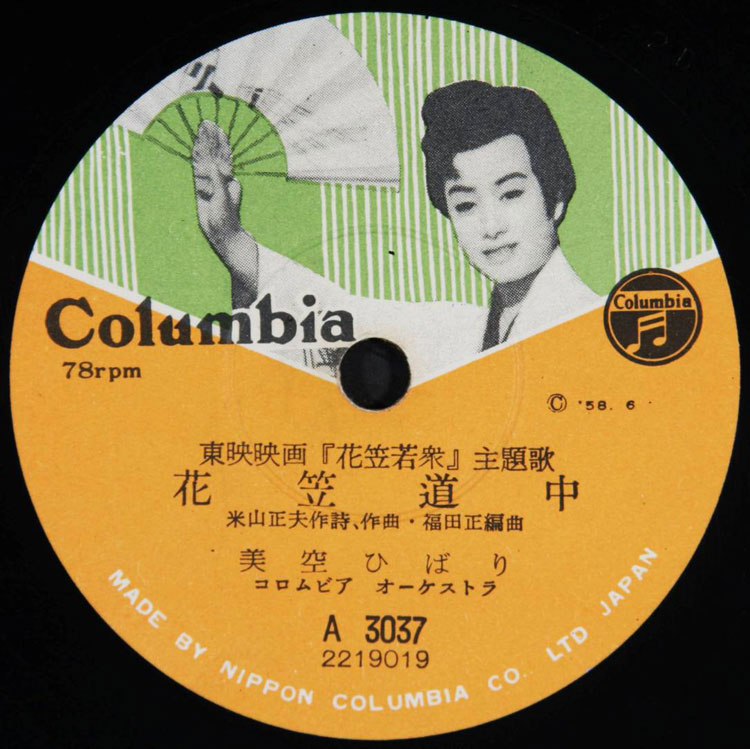 Columbia
78rpm
Columbia
© '58. 6
東映映画『花笠若衆』主題歌
花笠道中
米山正夫作詩、作曲・福田正編曲
美空ひばり
コロムビア オーケストラ
A 3037
2219019
MADE BY NIPPON COLUMBIA CO. LTD JAPAN